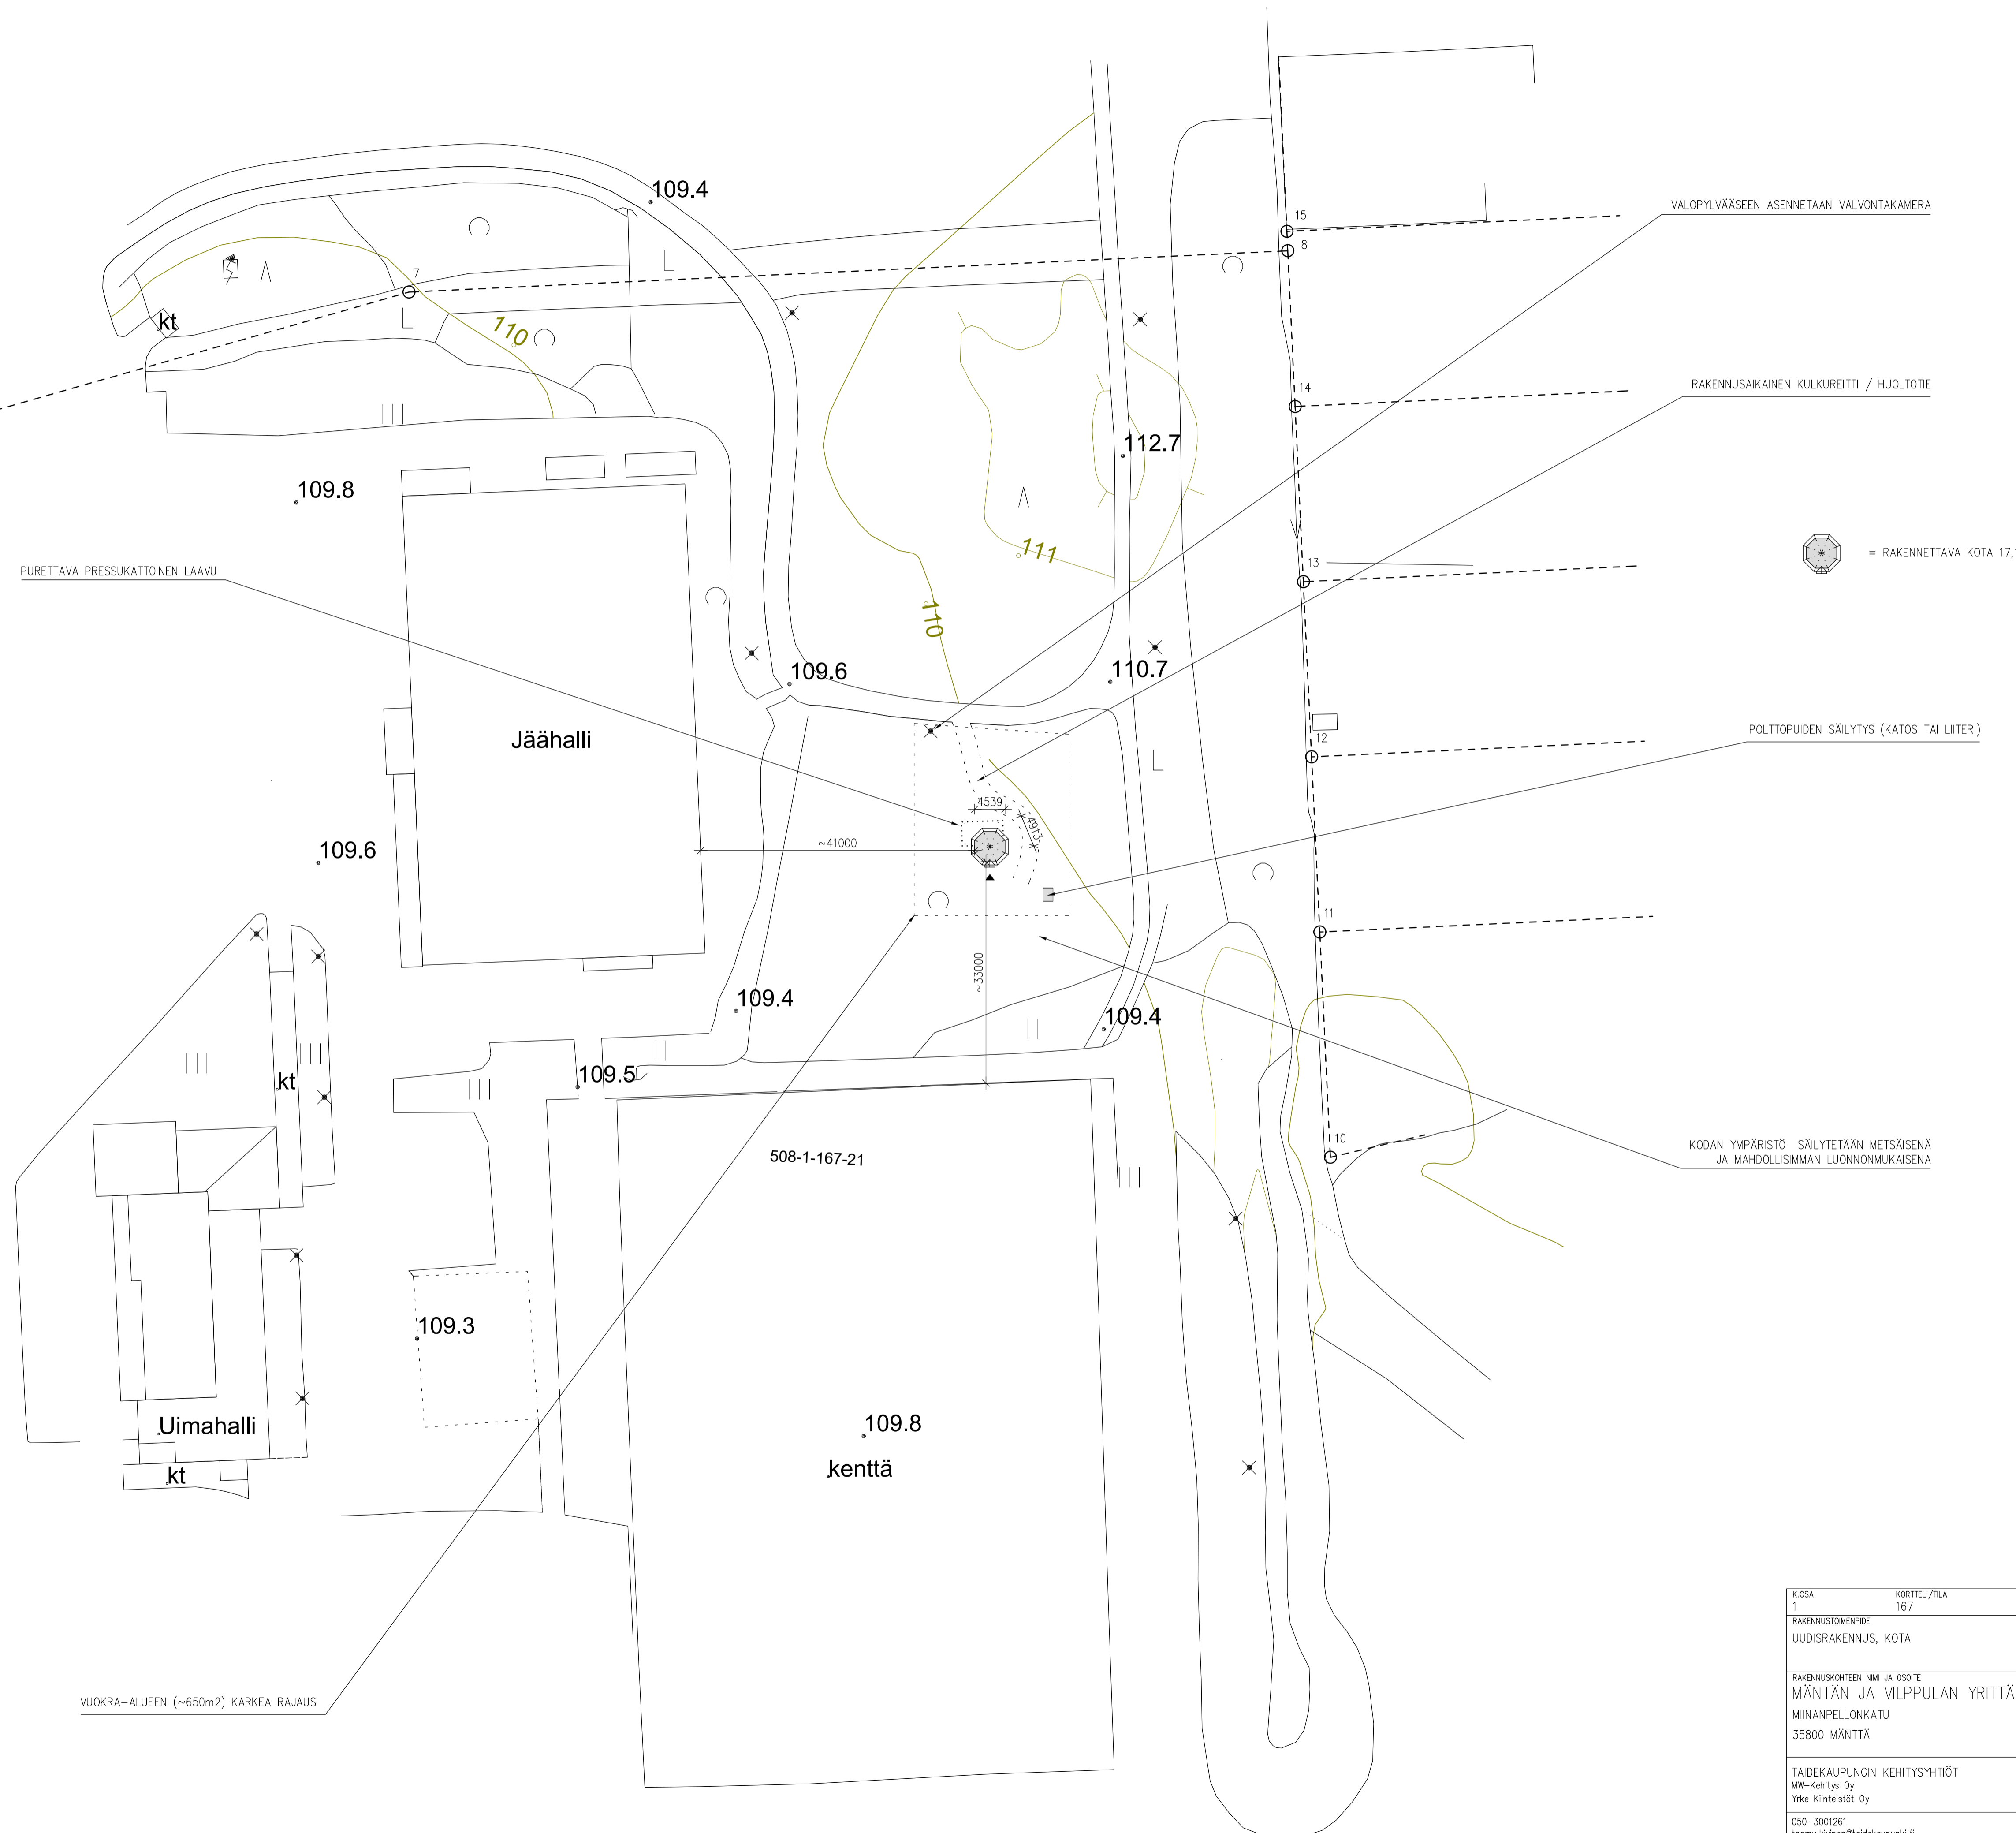 109.4
VALOPYLVÄÄSEEN ASENNETAAN VALVONTAKAMERA
15
8
7
kt
110
RAKENNUSAIKAINEN KULKUREITTI / HUOLTOTIE
14
112.7
109.8
111
= RAKENNETTAVA KOTA 17,
PURETTAVA PRESSUKATTOINEN LAAVU
13
110
109.6
110.7
Jäähalli
POLTTOPUIDEN SÄILYTYS (KATOS TAI LIITERI)
12
4539
4913
~41000
109.6
11
~33000
109.4
109.4
109.5
kt
10
KODAN YMPÄRISTÖ SÄILYTETÄÄN METSÄISENÄ
JA MAHDOLLISIMMAN LUONNONMUKAISENA
508-1-167-21
109.3
109.8
Uimahalli
kenttä
kt
VUOKRA-ALUEEN (~650m2) KARKEA RAJAUS
K.OSA KORTTELI/TILA
1 167
RAKENNUSTOIMENPIDE
UUDISRAKENNUS, KOTA
RAKENNUSKOHTEEN NIMI JA OSOITE
MÄNTÄN JA VILPPULAN YRITTÄ
MIINANPELLONKATU
35800 MÄNTTÄ
TAIDEKAUPUNGIN KEHITYSYHTIÖT
MW-Kehitys Oy
Yrke Kiinteistöt Oy
050-3001261